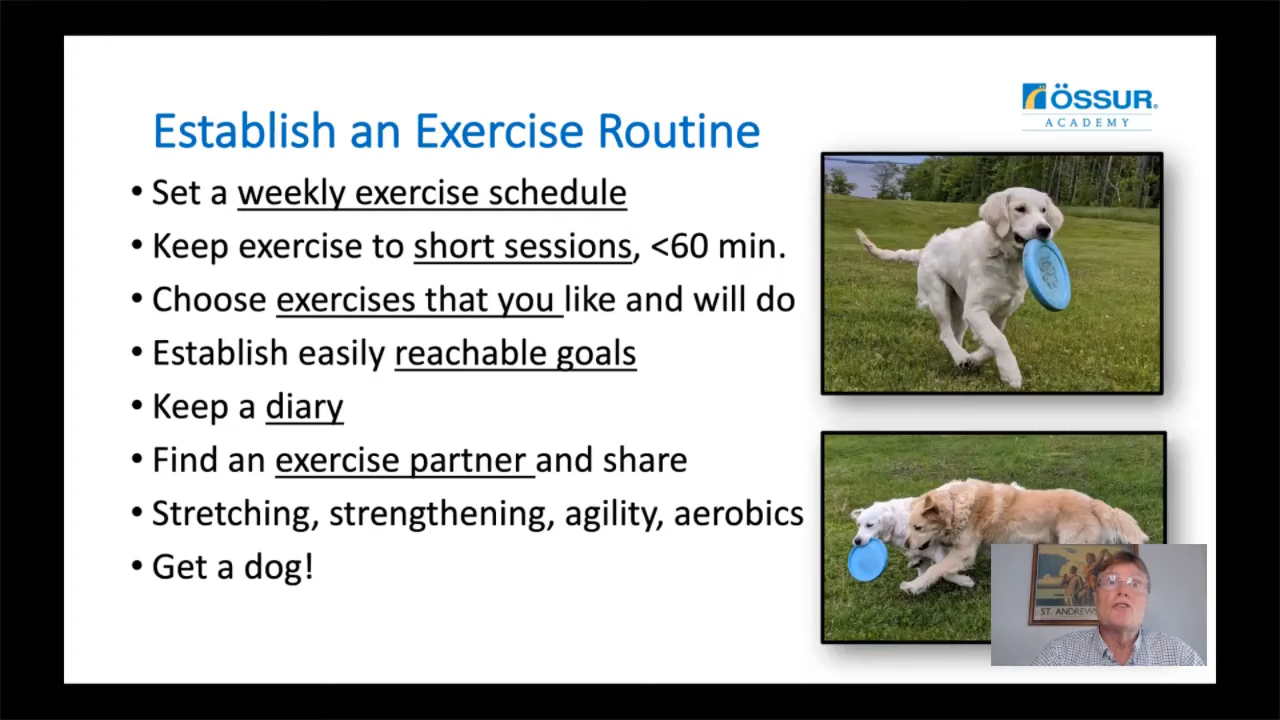 ÖSSUR®
ACADEMY
Establish an Exercise Routine
• Set a weekly exercise schedule
• Keep exercise to short sessions, <60 min.
• Choose exercises that you like and will do
• Establish easily reachable goals
• Keep a diary
• Find an exercise partner and share
• Stretching, strengthening, agility, aerobics
• Get a dog!
ST. ANDREWS